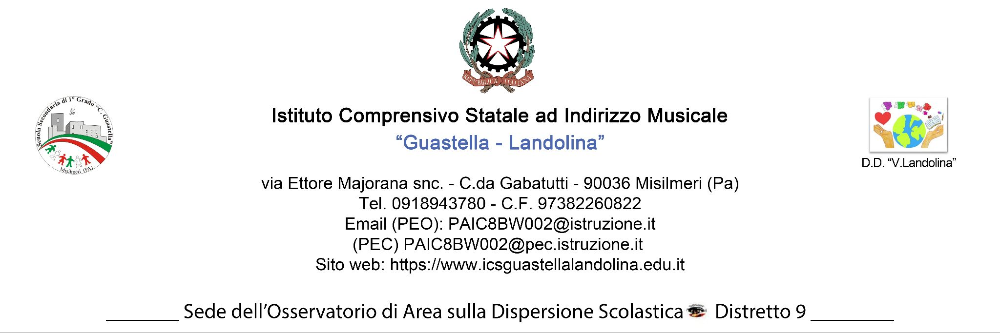 REPVBBLICA ITALIANA
Scuola Secondaria di 1° Grado “C. Guastella”
Misilmeri (PA)
Istituto Comprensivo Statale ad Indirizzo Musicale
“Guastella - Landolina”
D.D. “V.Landolina”
via Ettore Majorana snc. - C.da Gabatutti - 90036 Misilmeri (Pa)
Tel. 0918943780 - C.F. 97382260822
Email (PEO): PAIC8BW002@istruzione.it
(PEC) PAIC8BW002@pec.istruzione.it
Sito web: https://www.icsguastellalandolina.edu.it
Sede dell’Osservatorio di Area sulla Dispersione Scolastica Distretto 9